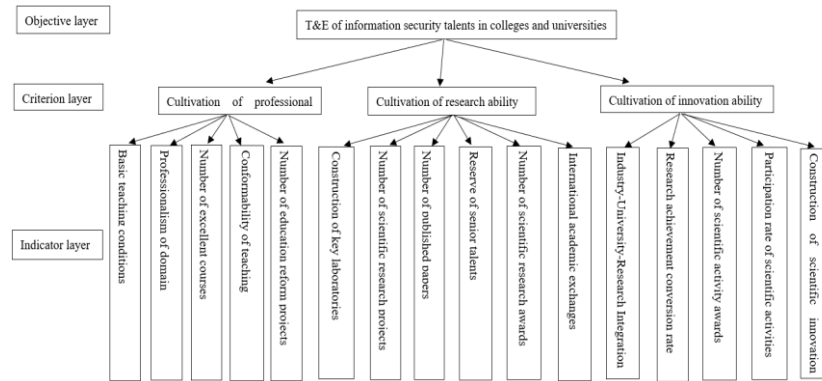 Objective layer
T&E of information security talents in colleges and universities
Criterion layer
Cultivation of professional
Cultivation of research ability
Cultivation of innovation ability
Indicator layer
Basic teaching conditions
Professionalism of domain
Number of excellent courses
Conformability of teaching
Number of education reform projects
Construction of key laboratories
Number of scientific research projects
Number of published papers
Reserve of senior talents
Number of scientific research awards
International academic exchanges
Industry-University-Research Integration
Research achievement conversion rate
Number of scientific activity awards
Participation rate of scientific activities
Construction of scientific innovation